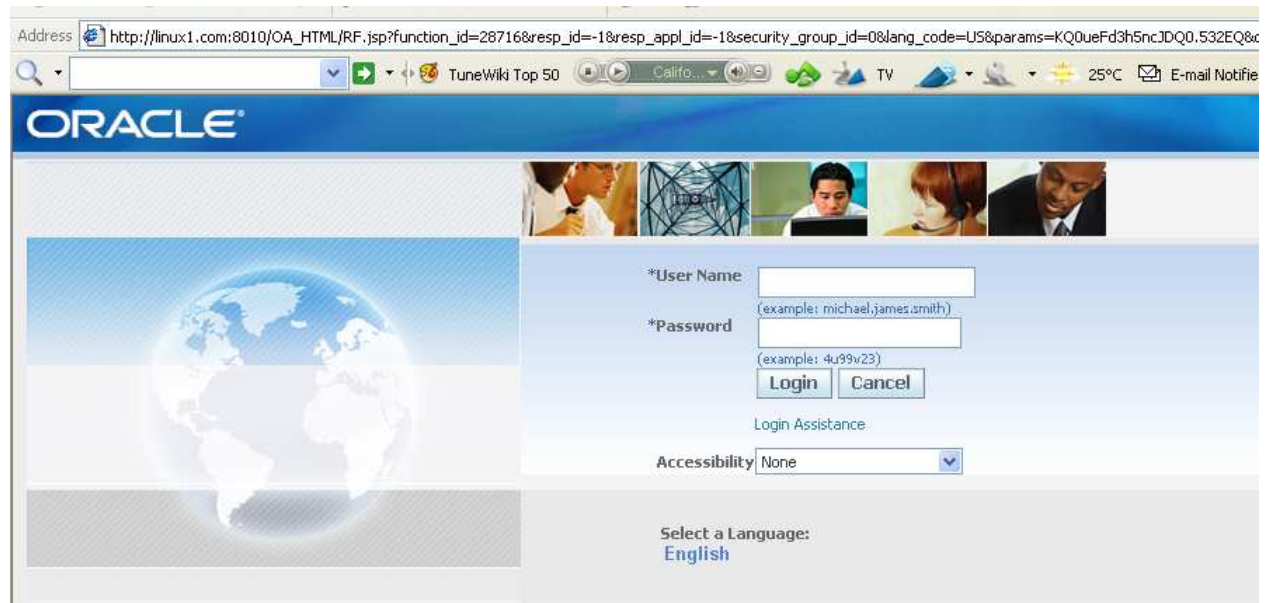 Address http://linux1.com:8010/OA_HTML/RF.jsp?function_id=28716&resp_id=-1&resp_appl_id=-1&security_group_id=0&lang_code=US&params=KQ0ueFd3h5ncJDQ0.532EQ&
TuneWiki Top 50 Califo... TV 25°C E-mail Notifie
ORACLE
*User Name
(example: michael.james.smith)
*Password
(example: 4u99v23)
Login Cancel
Login Assistance
Accessibility None
Select a Language:
English